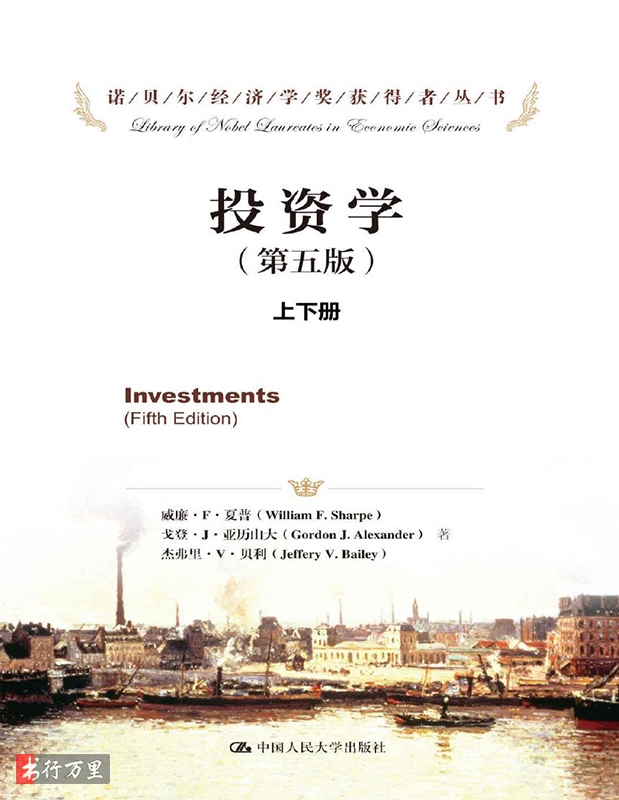 诺/贝/尔/经/济/学/奖/获/得/者/丛/书
Library of Nobel Laureates in Economic Sciences
投资学
（第五版）
上下册
Investments
(Fifth Edition)
威廉·F·夏普（William F. Sharpe）
戈登·J·亚历山大（Gordon J. Alexander） 著
杰弗里·V·贝利（Jeffery V. Bailey）
中国人民大学出版社
书行万里